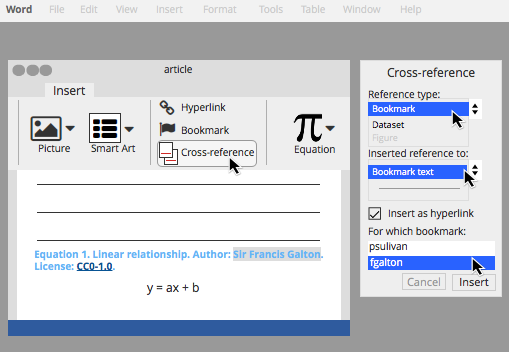 Word File Edit View Insert Format Tools Table Window Help
article
Insert
Picture
Smart Art
Hyperlink
Bookmark
Cross-reference
Equation
Equation 1. Linear relationship. Author: Sir Francis Galton.
License: CC0-1.0.
y = ax + b
Cross-reference
Reference type:
Bookmark
Dataset
Figure
Inserted reference to:
Bookmark text
Insert as hyperlink
For which bookmark:
psulivan
fgalton
Cancel Insert